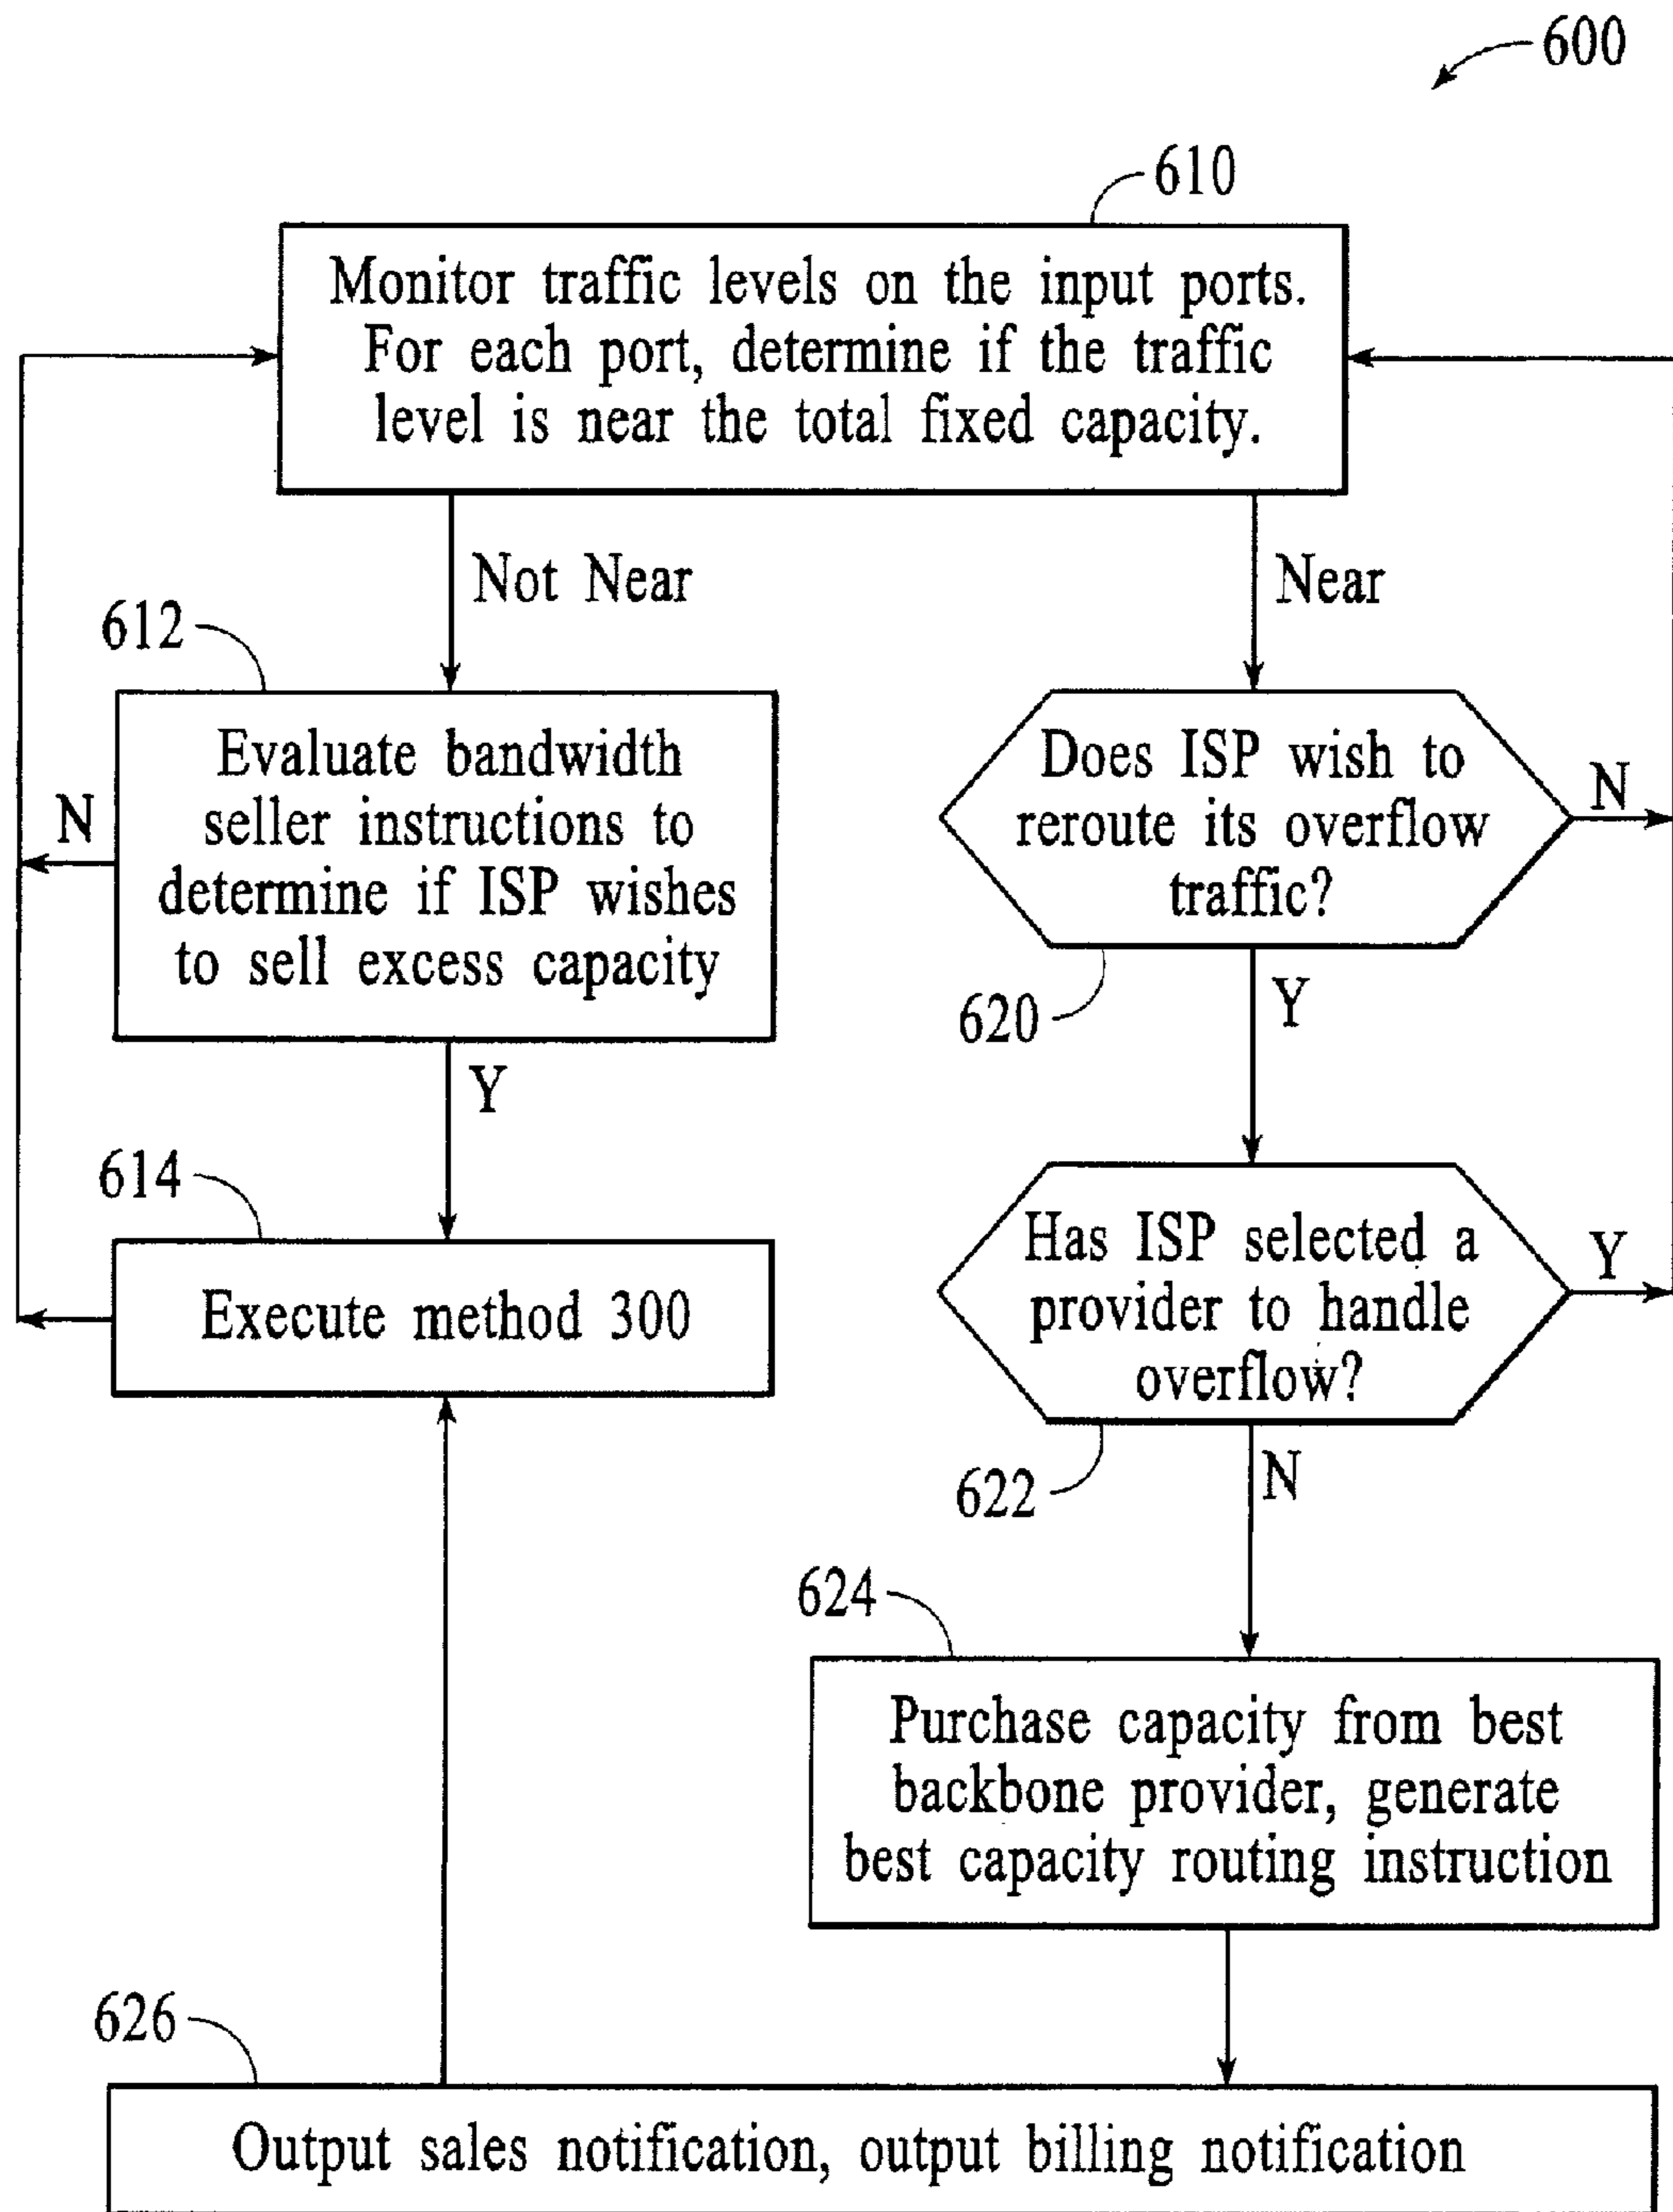 600
610
Monitor traffic levels on the input ports.
For each port, determine if the traffic
level is near the total fixed capacity.
Not Near
Near
612
Evaluate bandwidth
seller instructions to
determine if ISP wishes
to sell excess capacity
N
Does ISP wish to
reroute its overflow
traffic?
N
620
Y
Y
614
Execute method 300
Has ISP selected a
provider to handle
overflow?
Y
622
N
624
Purchase capacity from best
backbone provider, generate
best capacity routing instruction
626
Output sales notification, output billing notification